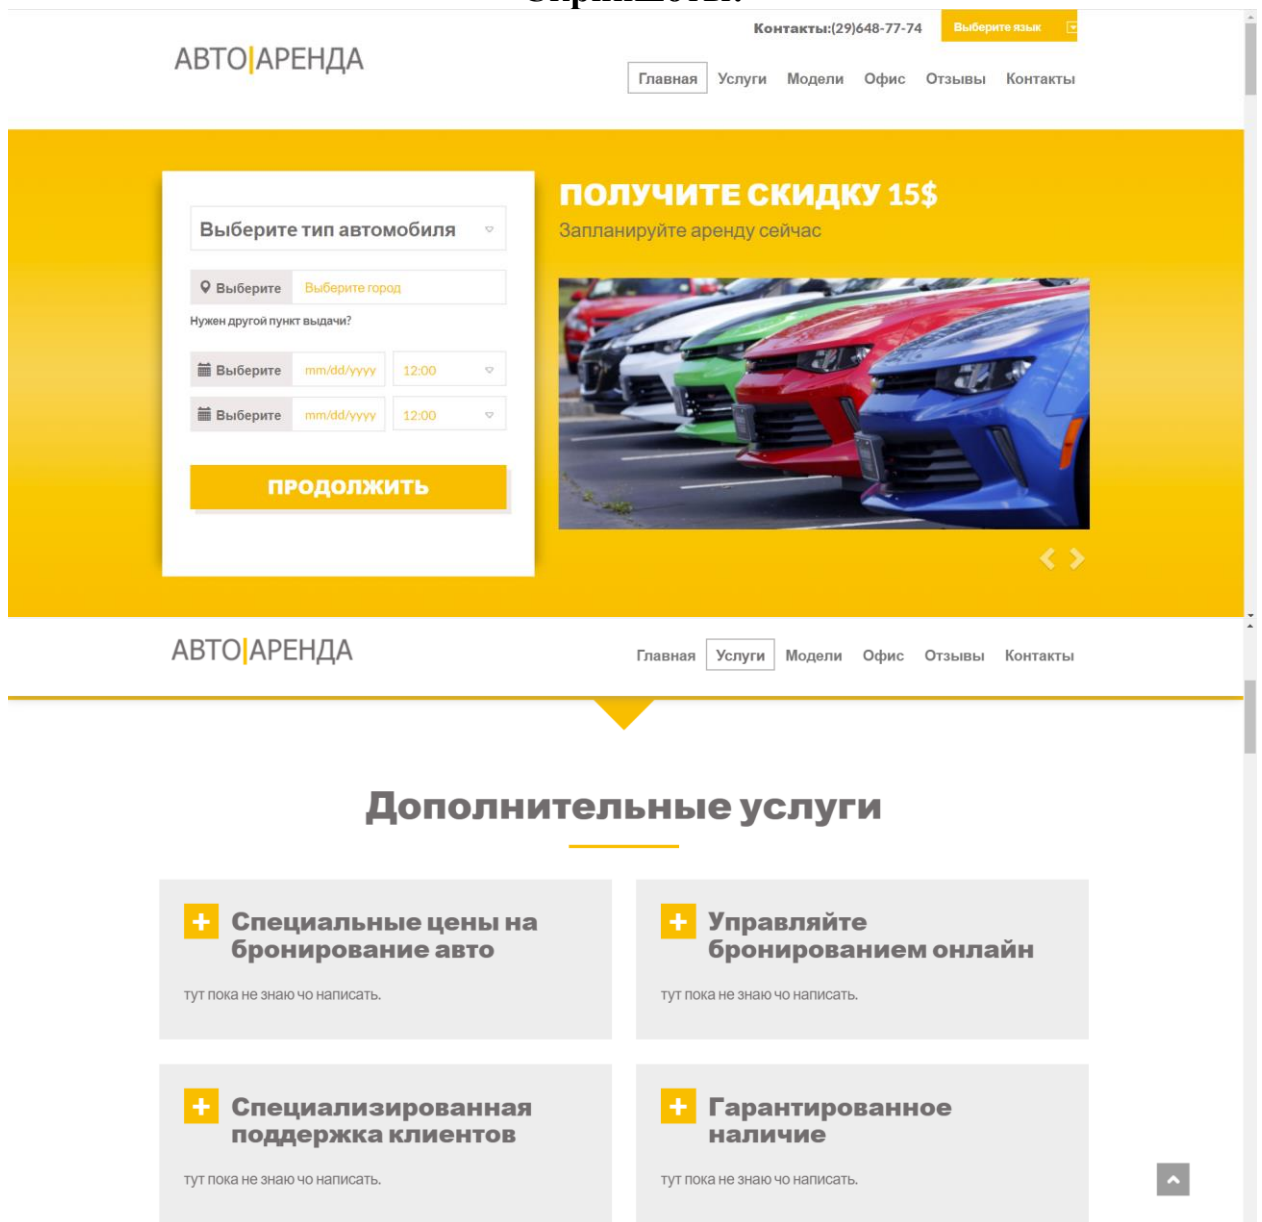 Скриншоты:
Контакты:(29)648-77-74
Выберите язык
АВТО|АРЕНДА
Главная Услуги Модели Офис Отзывы Контакты
ПОЛУЧИТЕ СКИДКУ 15$
Запланируйте аренду сейчас
Выберите тип автомобиля
Выберите Выберите город
Нужен другой пункт выдачи?
Выберите mm/dd/yyyy 12:00
Выберите mm/dd/yyyy 12:00
ПРОДОЛЖИТЬ
АВТО|АРЕНДА
Главная Услуги Модели Офис Отзывы Контакты
Дополнительные услуги
Специальные цены на
бронирование авто
тут пока не знаю чо написать.
Управляйте
бронированием онлайн
тут пока не знаю чо написать.
Специализированная
поддержка клиентов
тут пока не знаю чо написать.
Гарантированное
наличие
тут пока не знаю чо написать.